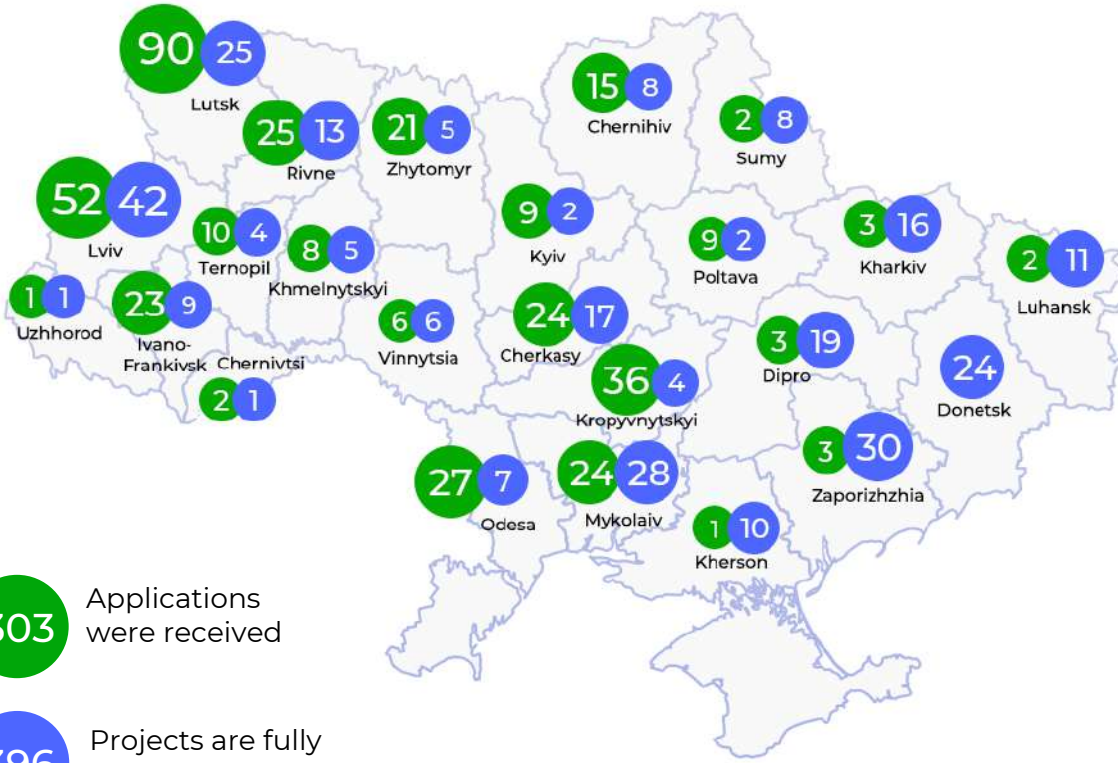 90 25
Lutsk
25 13
Rivne
21 5
Zhytomyr
15 8
Chernihiv
2 8
Sumy
52 42
Lviv
10 4
Ternopil
8 5
Khmelnytskyi
9 2
Kyiv
9 2
Poltava
3 16
Kharkiv
2 11
Luhansk
1 1
Uzhhorod
23 9
Ivano-
Frankivsk
Chernivtsi
2 1
6 6
Vinnytsia
24 17
Cherkasy
36 4
Kropyvnytskyi
3 19
Dipro
24
Donetsk
3 30
Zaporizhzhia
27 7
Odesa
24 28
Mykolaiv
1 10
Kherson
303
Applications
were received
Projects are fully